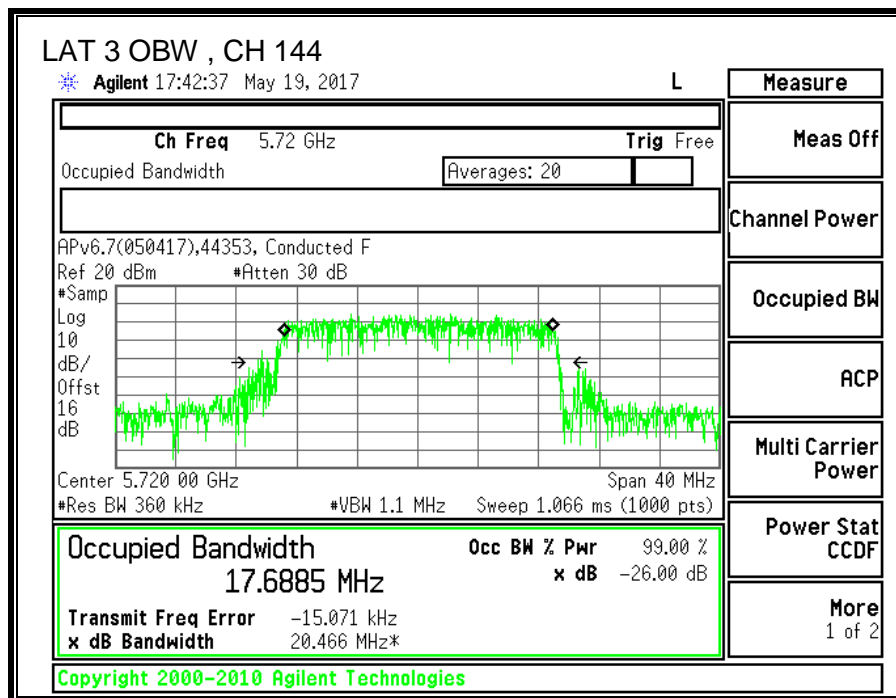 LAT 3 OBW , CH 144
Agilent 17:42:37 May 19, 2017 L Measure
Ch Freq 5.72 GHz Trig Free
Meas Off
Occupied Bandwidth Averages: 20
Channel Power
APv6.7(050417),44353, Conducted F
Ref 20 dBm #Atten 30 dB
#Samp
Log
10
dB/
Offst
16
dB
Occupied BW
ACP
Center 5.720 00 GHz Span 40 MHz
#Res BW 360 kHz #VBW 1.1 MHz Sweep 1.066 ms (1000 pts)
Multi Carrier
Power
Occupied Bandwidth Occ BW % Pwr 99.00 %
17.6885 MHz x dB -26.00 dB
Transmit Freq Error -15.071 kHz
x dB Bandwidth 20.466 MHz*
Power Stat
CCDF
More
1 of 2
Copyright 2000-2010 Agilent Technologies